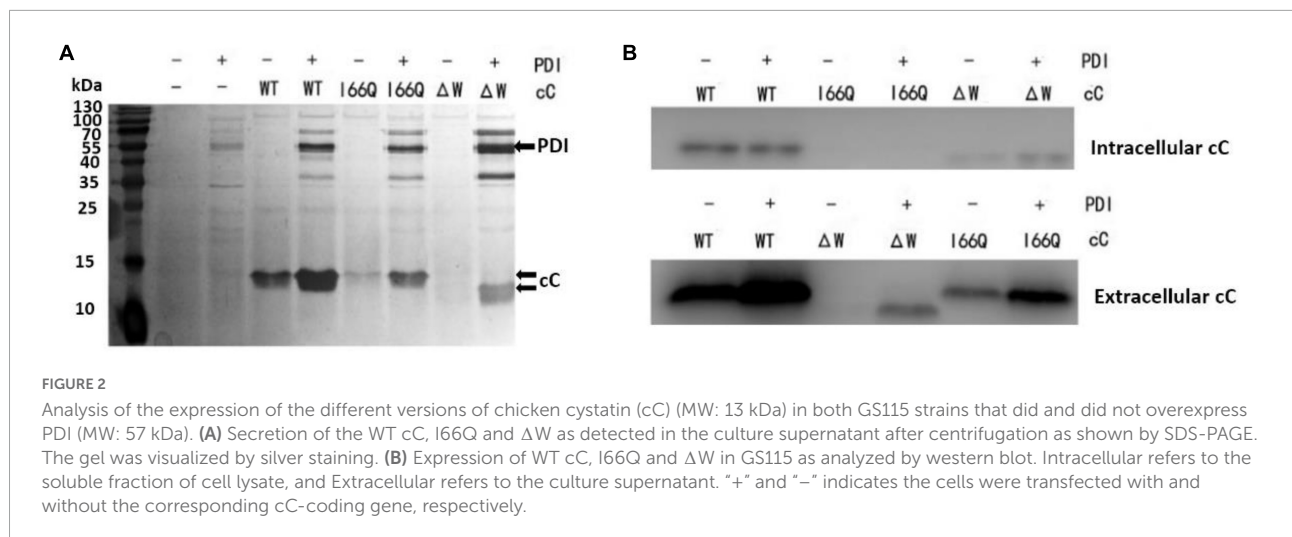 A
− + − + − + − + PDI
kDa − − WT WT I66Q I66Q ΔW ΔW cC
130
100
70
55 PDI
40
35
25
15
cC
10
B
− + − + − + PDI
WT WT I66Q I66Q ΔW ΔW cC
Intracellular cC
− + − + − + PDI
WT WT ΔW ΔW I66Q I66Q cC
Extracellular cC
FIGURE 2
Analysis of the expression of the different versions of chicken cystatin (cC) (MW: 13 kDa) in both GS115 strains that did and did not overexpress
PDI (MW: 57 kDa). (A) Secretion of the WT cC, I66Q and ΔW as detected in the culture supernatant after centrifugation as shown by SDS-PAGE.
The gel was visualized by silver staining. (B) Expression of WT cC, I66Q and ΔW in GS115 as analyzed by western blot. Intracellular refers to the
soluble fraction of cell lysate, and Extracellular refers to the culture supernatant. "+" and "−" indicates the cells were transfected with and
without the corresponding cC-coding gene, respectively.